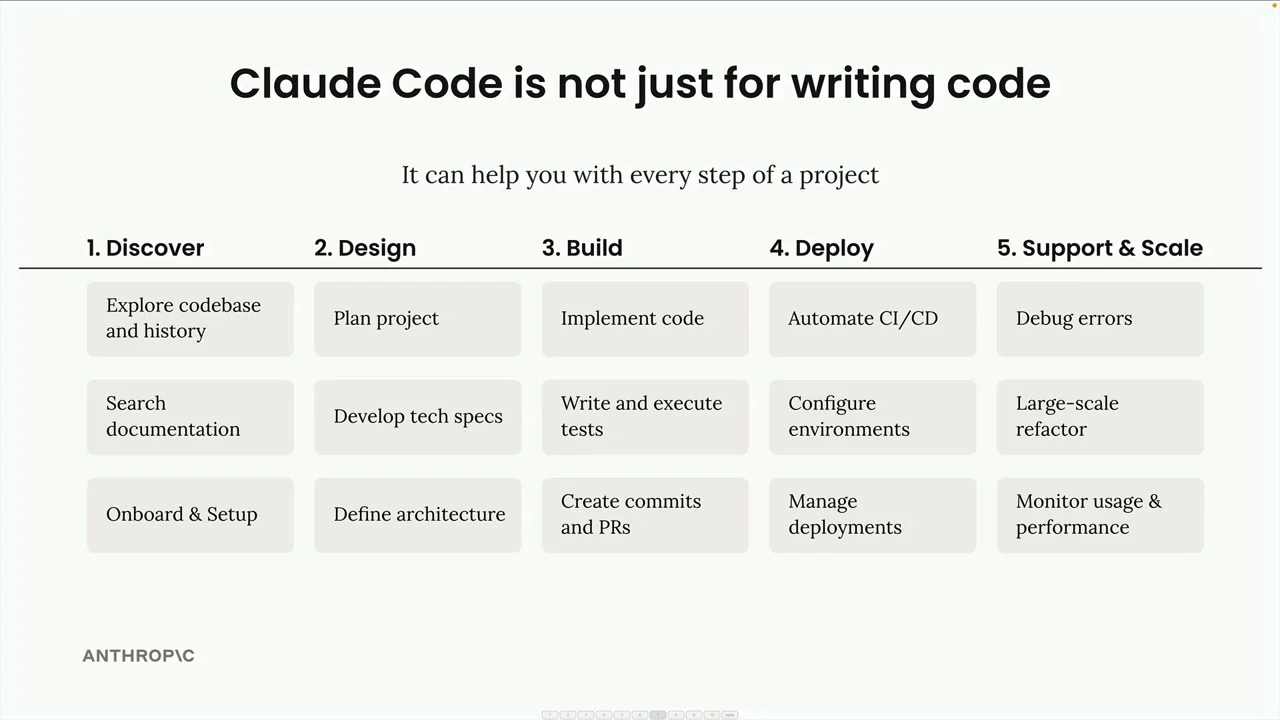 Claude Code is not just for writing code
It can help you with every step of a project
1. Discover
2. Design
3. Build
4. Deploy
5. Support & Scale
Explore codebase
and history
Plan project
Implement code
Automate CI/CD
Debug errors
Search
documentation
Develop tech specs
Write and execute
tests
Configure
environments
Large-scale
refactor
Onboard & Setup
Define architecture
Create commits
and PRs
Manage
deployments
Monitor usage &
performance
ANTHROP\C